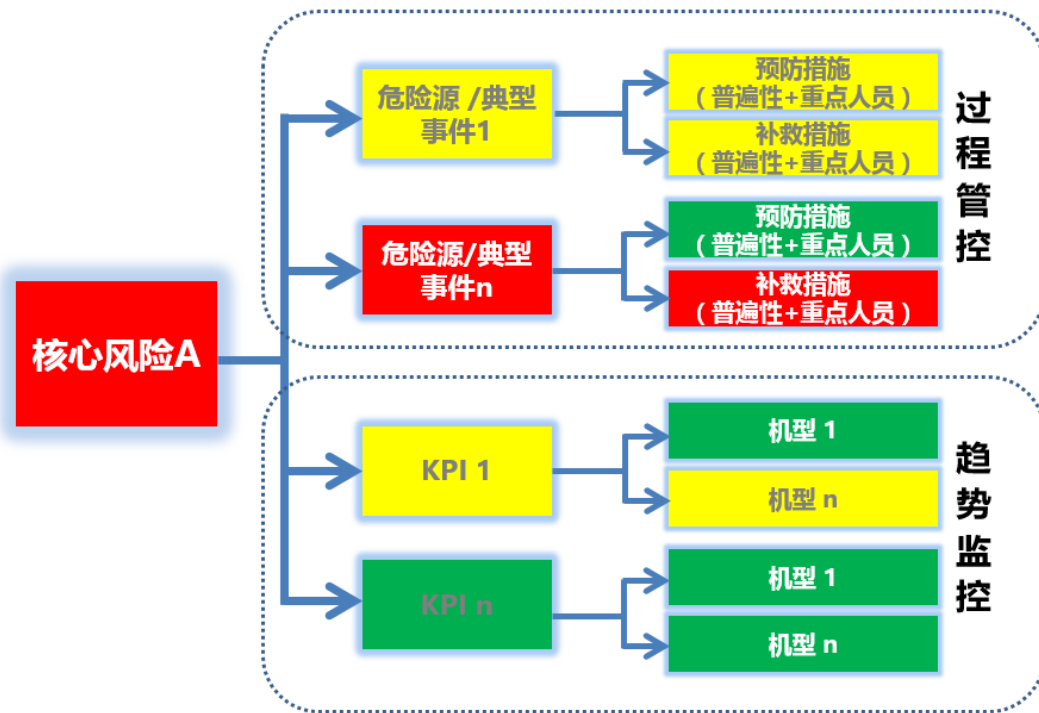 核心风险A
危险源 /典型
事件1
预防措施
（普遍性+重点人员）
补救措施
（普遍性+重点人员）
危险源/典型
事件n
预防措施
（普遍性+重点人员）
补救措施
（普遍性+重点人员）
过程管控
KPI 1
机型 1
机型 n
KPI n
机型 1
机型 n
趋势监控